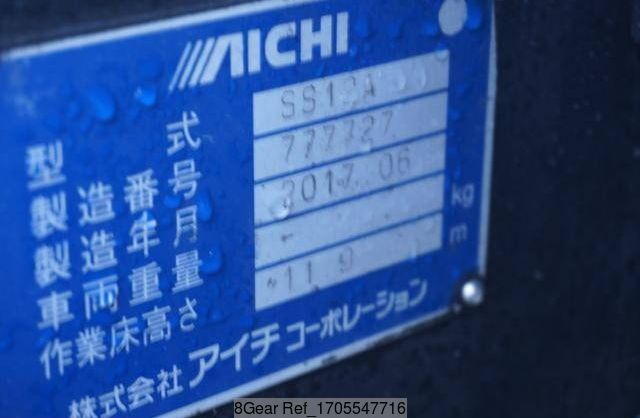 AICHI
型式 SS12A
製造番号 777727
製造年月 2017.06
車両重量 - kg
作業床高さ 11.9 m
株式会社 アイチ コーポレーション
8Gear Ref_1705547716